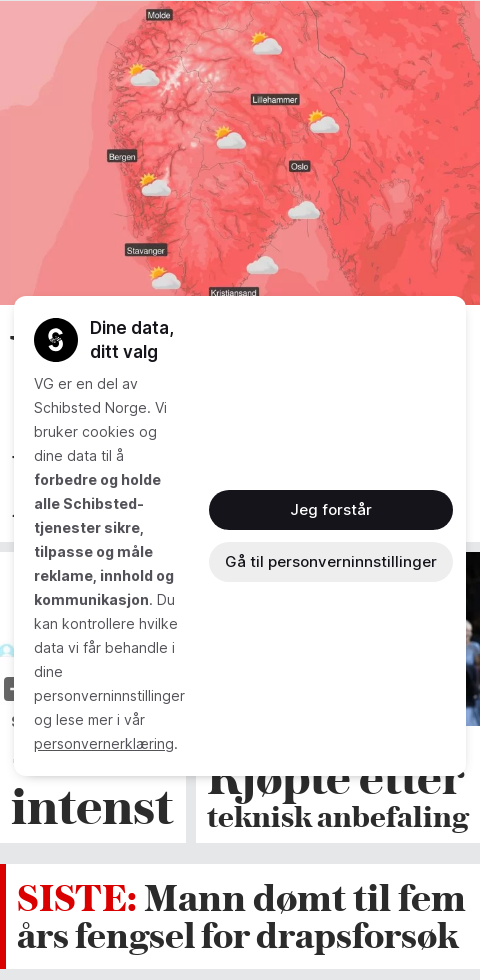 Molde
Lillehammer
Bergen
Oslo
Stavanger
Kristiansand
Dine data,
ditt valg
VG er en del av
Schibsted Norge. Vi
bruker cookies og
dine data til å
forbedre og holde
alle Schibsted-
tjenester sikre,
tilpasse og måle
reklame, innhold og
kommunikasjon. Du
kan kontrollere hvilke
data vi får behandle i
dine
personverninnstillinger
og lese mer i vår
personvernerklæring.
Jeg forstår
Gå til personverninnstillinger
intenst
Kjøpte etter
teknisk anbefaling
SISTE: Mann dømt til fem
års fengsel for drapsforsøk